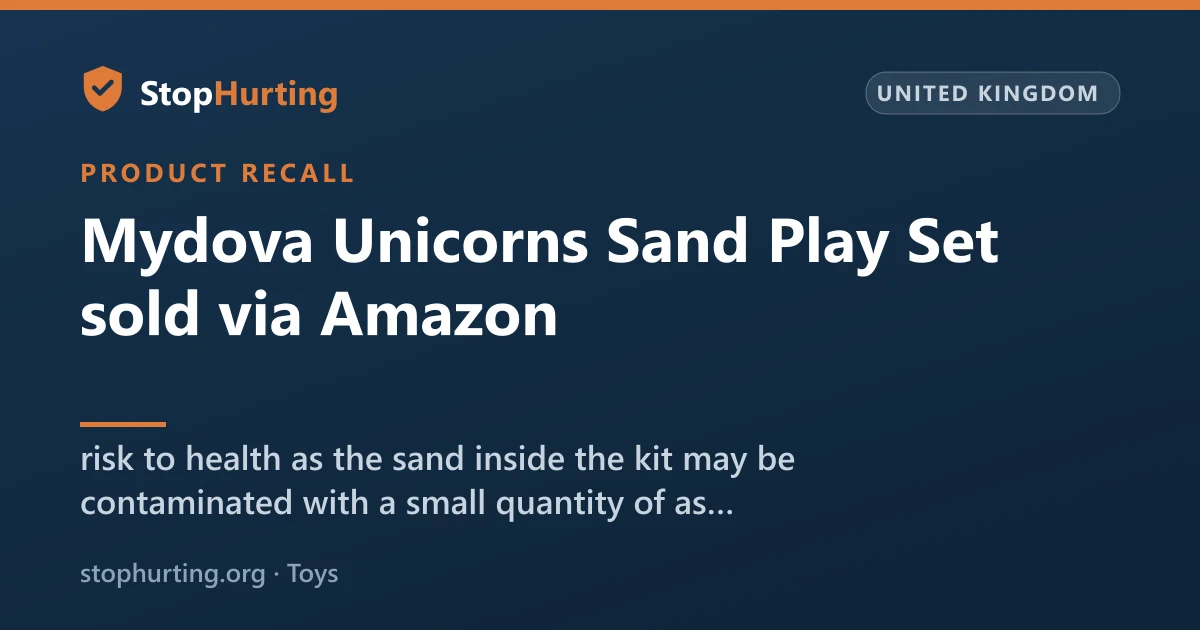 StopHurting
UNITED KINGDOM
PRODUCT RECALL
Mydova Unicorns Sand Play Set
sold via Amazon
risk to health as the sand inside the kit may be
contaminated with a small quantity of as...
stophurting.org · Toys